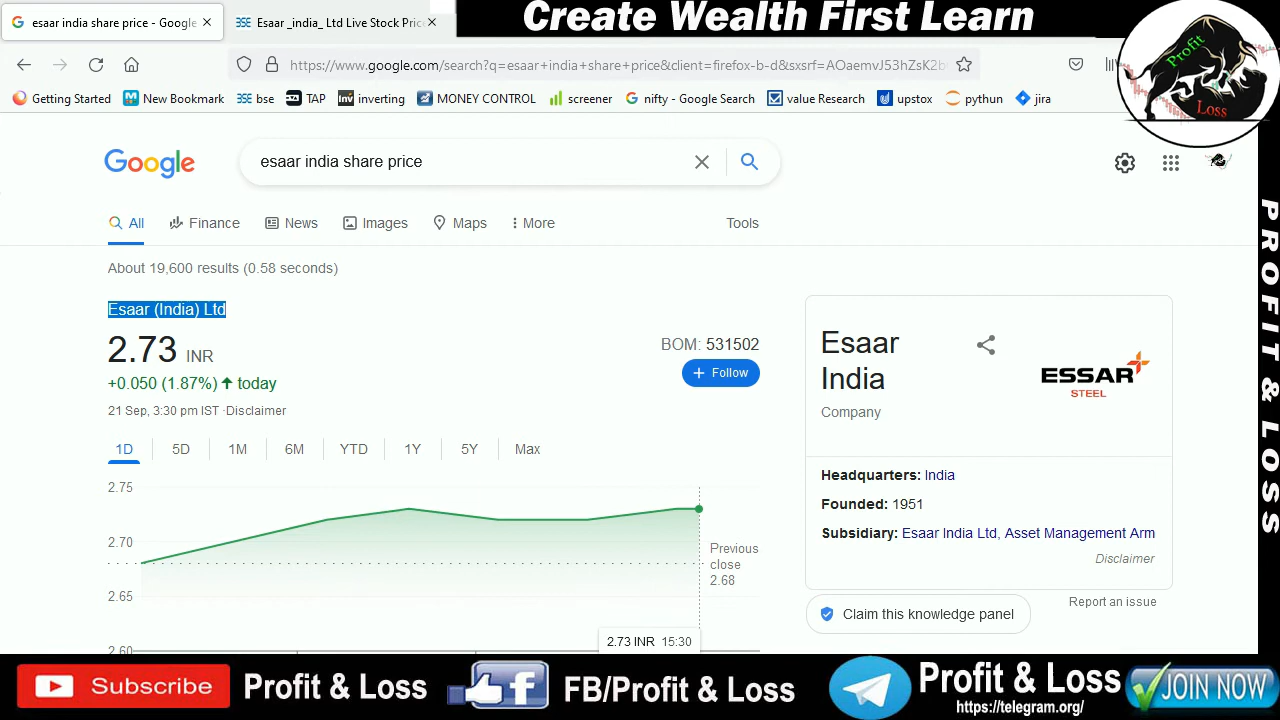 Create Wealth First Learn
esaar india share price - Google
Esaar _india_ Ltd Live Stock Pric
https://www.google.com/search?q=esaar+india+share+price&client=firefox-b-d&sxsrf=AOaemvJ53hZsK2b
Getting Started
New Bookmark
bse
TAP
inverting
MONEY CONTROL
screener
nifty - Google Search
value Research
upstox
pythun
jira
Profit
Loss
Google
esaar india share price
All
Finance
News
Images
Maps
More
Tools
About 19,600 results (0.58 seconds)
Esaar (India) Ltd
2.73 INR
+0.050 (1.87%) today
21 Sep, 3:30 pm IST · Disclaimer
BOM: 531502
+ Follow
1D
5D
1M
6M
YTD
1Y
5Y
Max
2.75
2.70
2.65
2.60
Previous
close
2.68
2.73 INR 15:30
Esaar
India
Company
ESSAR
STEEL
Headquarters: India
Founded: 1951
Subsidiary: Esaar India Ltd, Asset Management Arm
Disclaimer
Claim this knowledge panel
Report an issue
PROFIT & LOSS
Subscribe
Profit & Loss
FB/Profit & Loss
Profit & Loss
https://telegram.org/
JOIN NOW